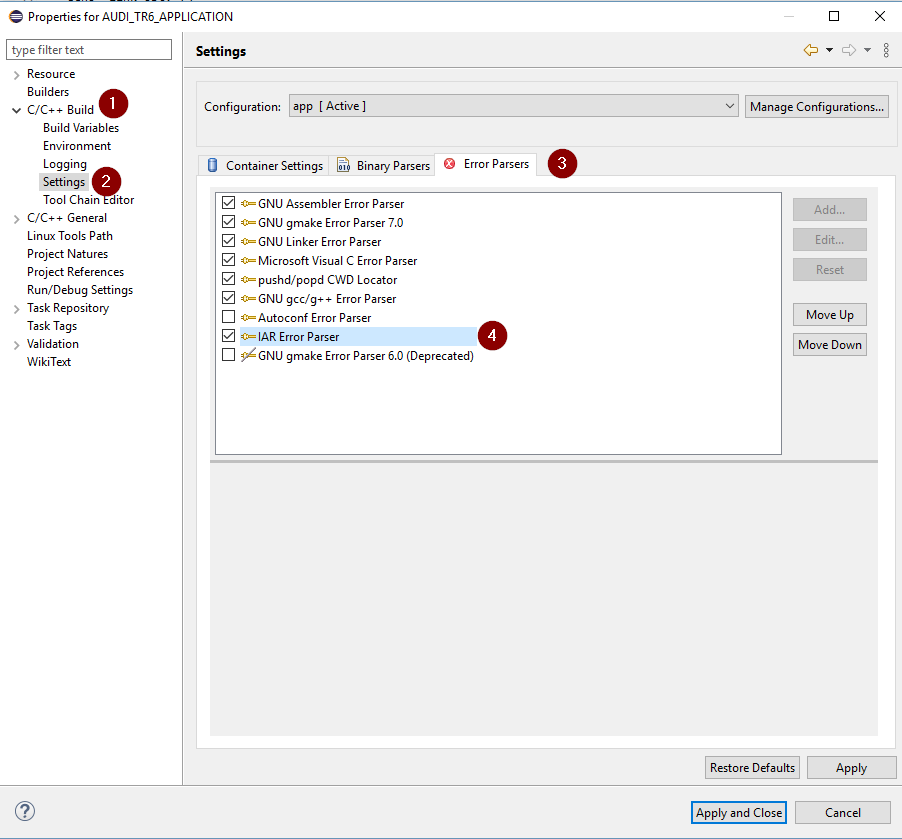 Properties for AUDI_TR6_APPLICATION
type filter text
Resource
Builders
C/C++ Build
1
Build Variables
Environment
Logging
Settings
2
Tool Chain Editor
C/C++ General
Linux Tools Path
Project Natures
Project References
Run/Debug Settings
Task Repository
Task Tags
Validation
WikiText
Settings
Configuration:
app [ Active ]
Manage Configurations...
Container Settings
Binary Parsers
Error Parsers
3
GNU Assembler Error Parser
GNU gmake Error Parser 7.0
GNU Linker Error Parser
Microsoft Visual C Error Parser
pushd/popd CWD Locator
GNU gcc/g++ Error Parser
Autoconf Error Parser
IAR Error Parser
4
GNU gmake Error Parser 6.0 (Deprecated)
Add...
Edit...
Reset
Move Up
Move Down
Restore Defaults
Apply
?
Apply and Close
Cancel